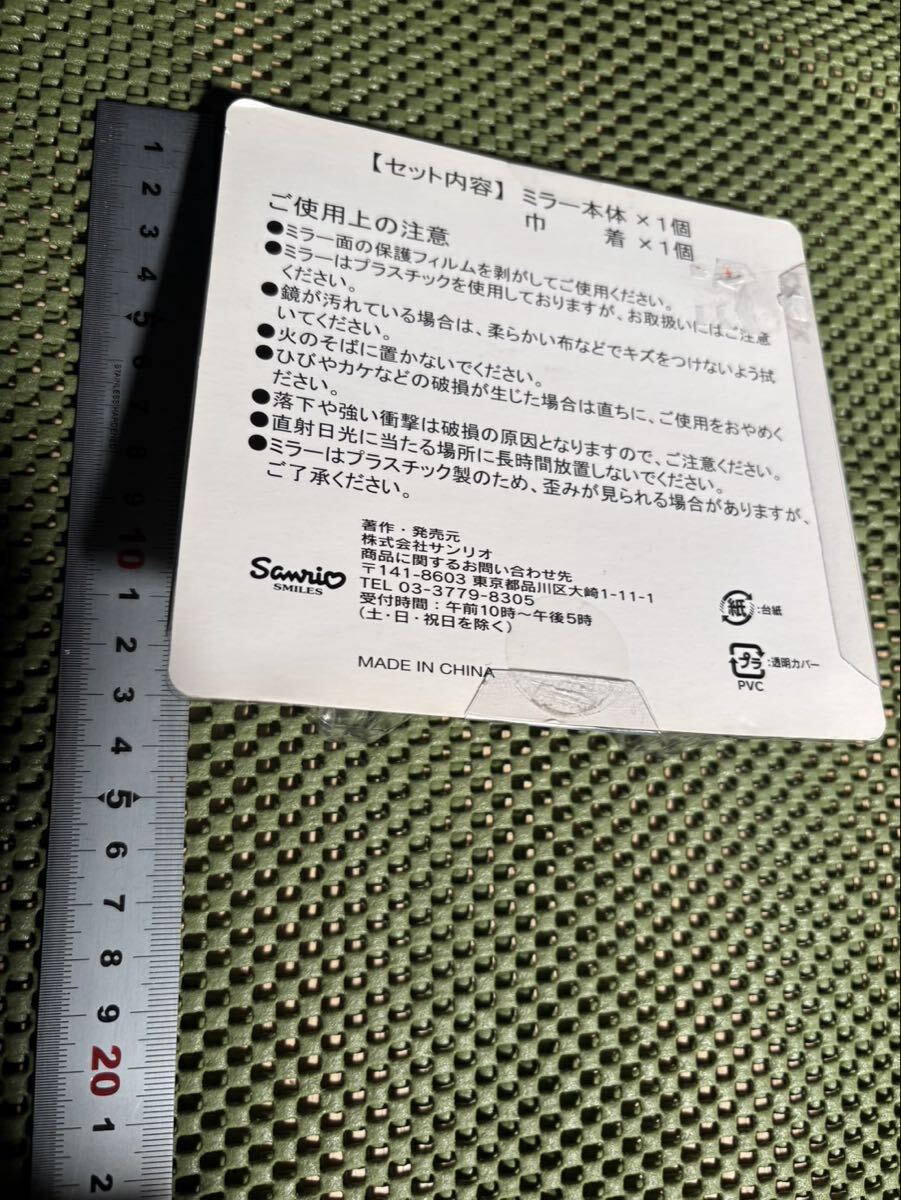 【セット内容】 ミラー本体 ×1個
巾　　着 ×1個
ご使用上の注意
●ミラー面の保護フィルムを剥がしてご使用ください。
●ミラーはプラスチックを使用しておりますが、お取扱いにはご注意
ください。
●鏡が汚れている場合は、柔らかい布などでキズをつけないよう拭
いてください。
●火のそばに置かないでください。
●ひびやカケなどの破損が生じた場合は直ちに、ご使用をおやめく
ださい。
●落下や強い衝撃は破損の原因となりますので、ご注意ください。
●直射日光に当たる場所に長時間放置しないでください。
●ミラーはプラスチック製のため、歪みが見られる場合がありますが、
ご了承ください。
Sanrio
SMILES
著作・発売元
株式会社サンリオ
商品に関するお問い合わせ先
〒141-8603 東京都品川区大崎1-11-1
TEL 03-3779-8305
受付時間：午前10時～午後5時
(土・日・祝日を除く)
MADE IN CHINA
紙 :台紙
プラ :透明カバー
PVC
1
2
3
4
5
6
7
8
9
10
1
2
3
4
5
6
7
8
9
20
1
2